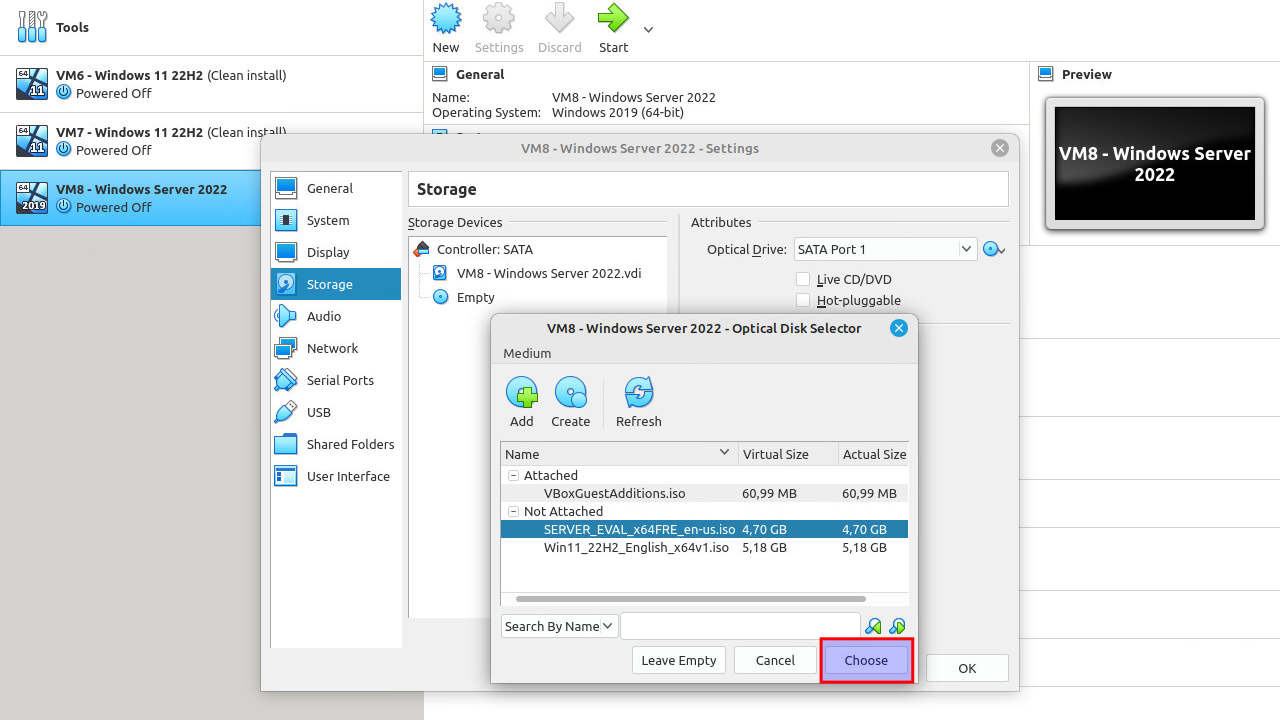 Tools
New Settings Discard Start
64 11 VM6 - Windows 11 22H2 (Clean install)
Powered Off
64 11 VM7 - Windows 11 22H2 (Clean install)
Powered Off
64 2019 VM8 - Windows Server 2022
Powered Off
General
Name: VM8 - Windows Server 2022
Operating System: Windows 2019 (64-bit)
Preview
VM8 - Windows Server
2022
VM8 - Windows Server 2022 - Settings
General
System
Display
Storage
Audio
Network
Serial Ports
USB
Shared Folders
User Interface
Storage
Storage Devices
Controller: SATA
VM8 - Windows Server 2022.vdi
Empty
Attributes
Optical Drive: SATA Port 1
Live CD/DVD
Hot-pluggable
VM8 - Windows Server 2022 - Optical Disk Selector
Medium
Add Create Refresh
Name Virtual Size Actual Size
Attached
VBoxGuestAdditions.iso 60,99 MB 60,99 MB
Not Attached
SERVER_EVAL_x64FRE_en-us.iso 4,70 GB 4,70 GB
Win11_22H2_English_x64v1.iso 5,18 GB 5,18 GB
Search By Name
Leave Empty Cancel Choose
OK